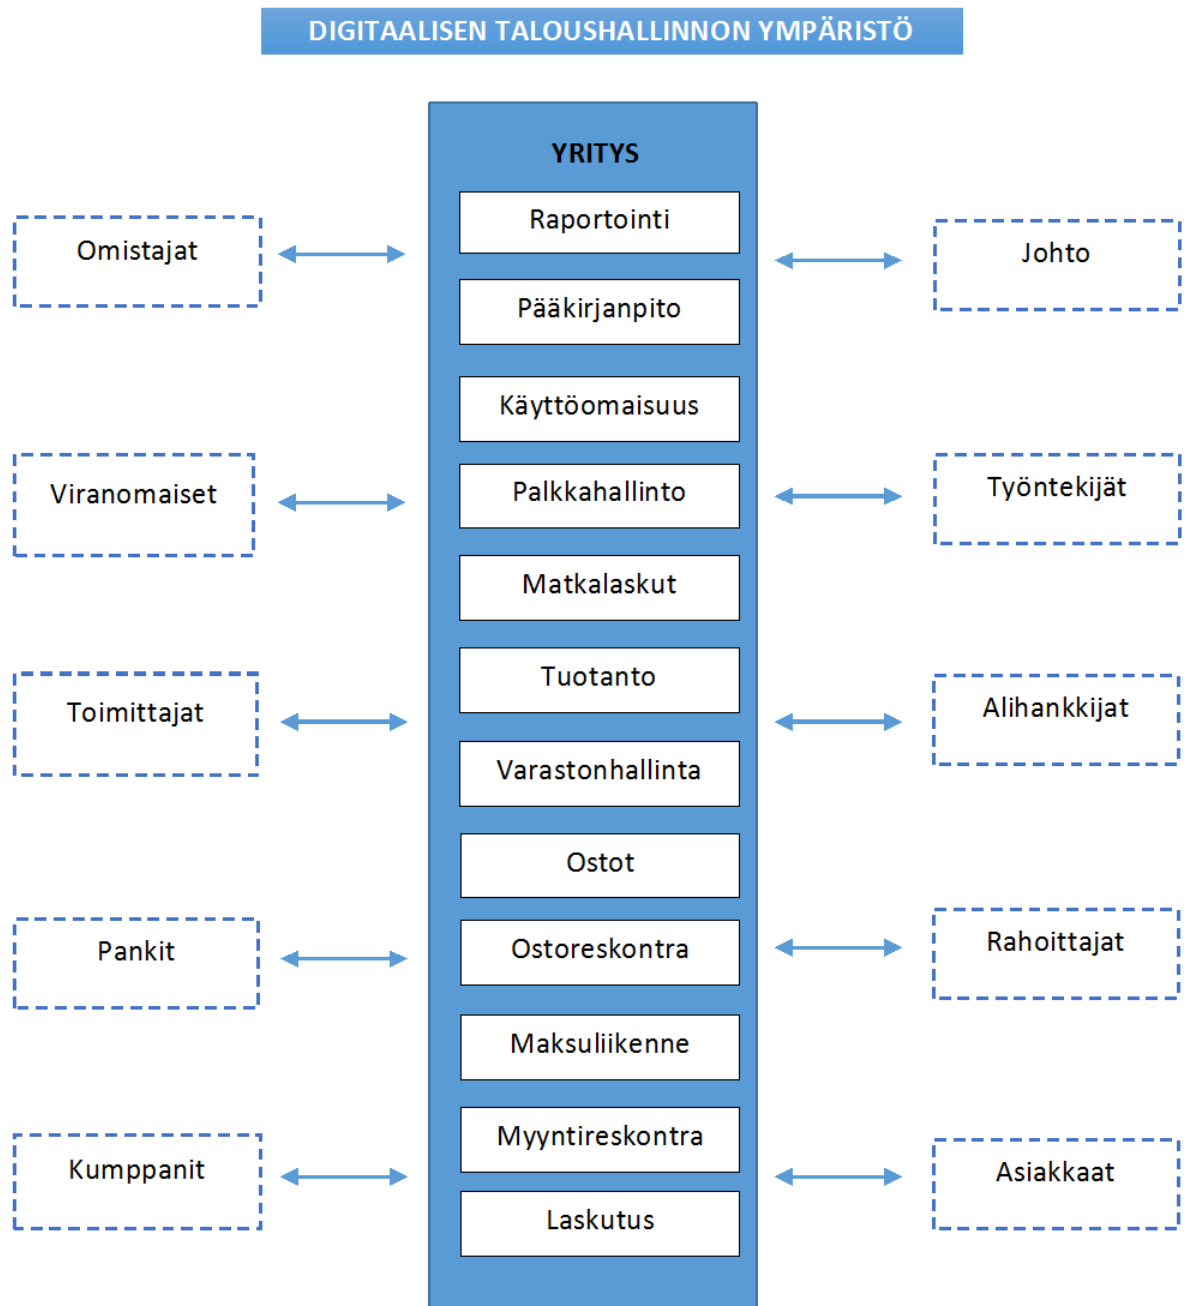 DIGITAALISEN TALOUSHALLINNON YMPÄRISTÖ
YRITYS
Raportointi
Pääkirjanpito
Käyttöomaisuus
Palkkahallinto
Matkalaskut
Tuotanto
Varastonhallinta
Ostot
Ostoreskontra
Maksuliikenne
Myyntireskontra
Laskutus
Omistajat
Viranomaiset
Toimittajat
Pankit
Kumppanit
Johto
Työntekijät
Alihankkijat
Rahoittajat
Asiakkaat